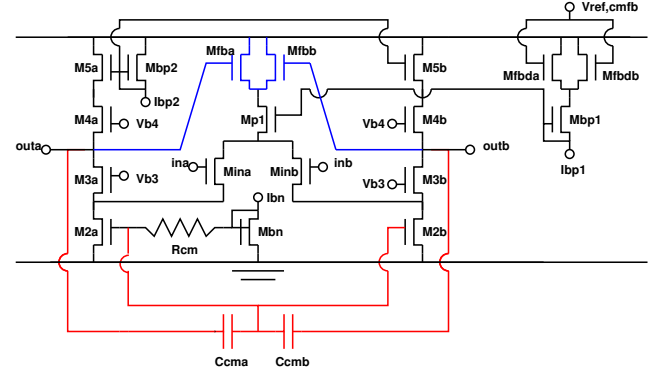 Vref,cmfb
Mfba
Mfbb
M5a
Mbp2
M5b
Mfbda
Mfbdb
Ibp2
M4a
Vb4
Mp1
Vb4
M4b
Mbp1
outa
outb
ina
Mina
Minb
inb
Ibp1
M3a
Vb3
Vb3
M3b
Ibn
M2a
Rcm
Mbn
M2b
Ccma
Ccmb